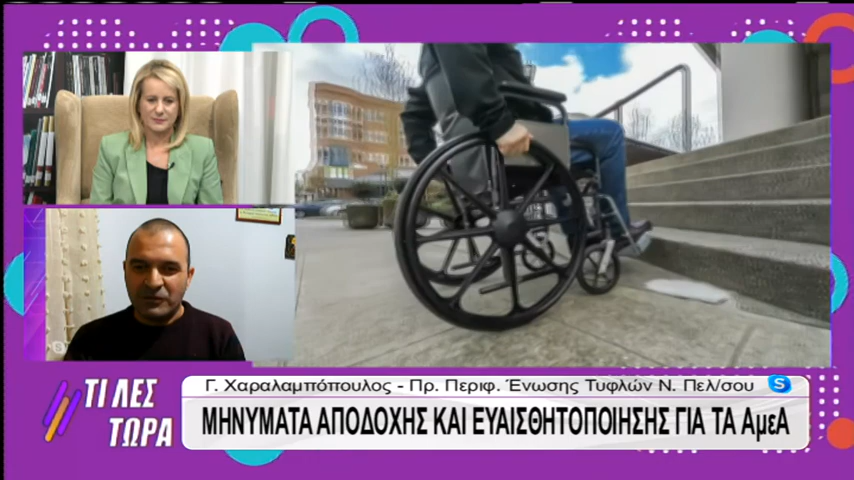 Γ. Χαραλαμπόπουλος - Πρ. Περιφ. Ένωσης Τυφλών Ν. Πελ/σου
ΤΙ ΛΕΣ
ΤΩΡΑ
ΜΗΝΥΜΑΤΑ ΑΠΟΔΟΧΗΣ ΚΑΙ ΕΥΑΙΣΘΗΤΟΠΟΙΗΣΗΣ ΓΙΑ ΤΑ ΑμεΑ